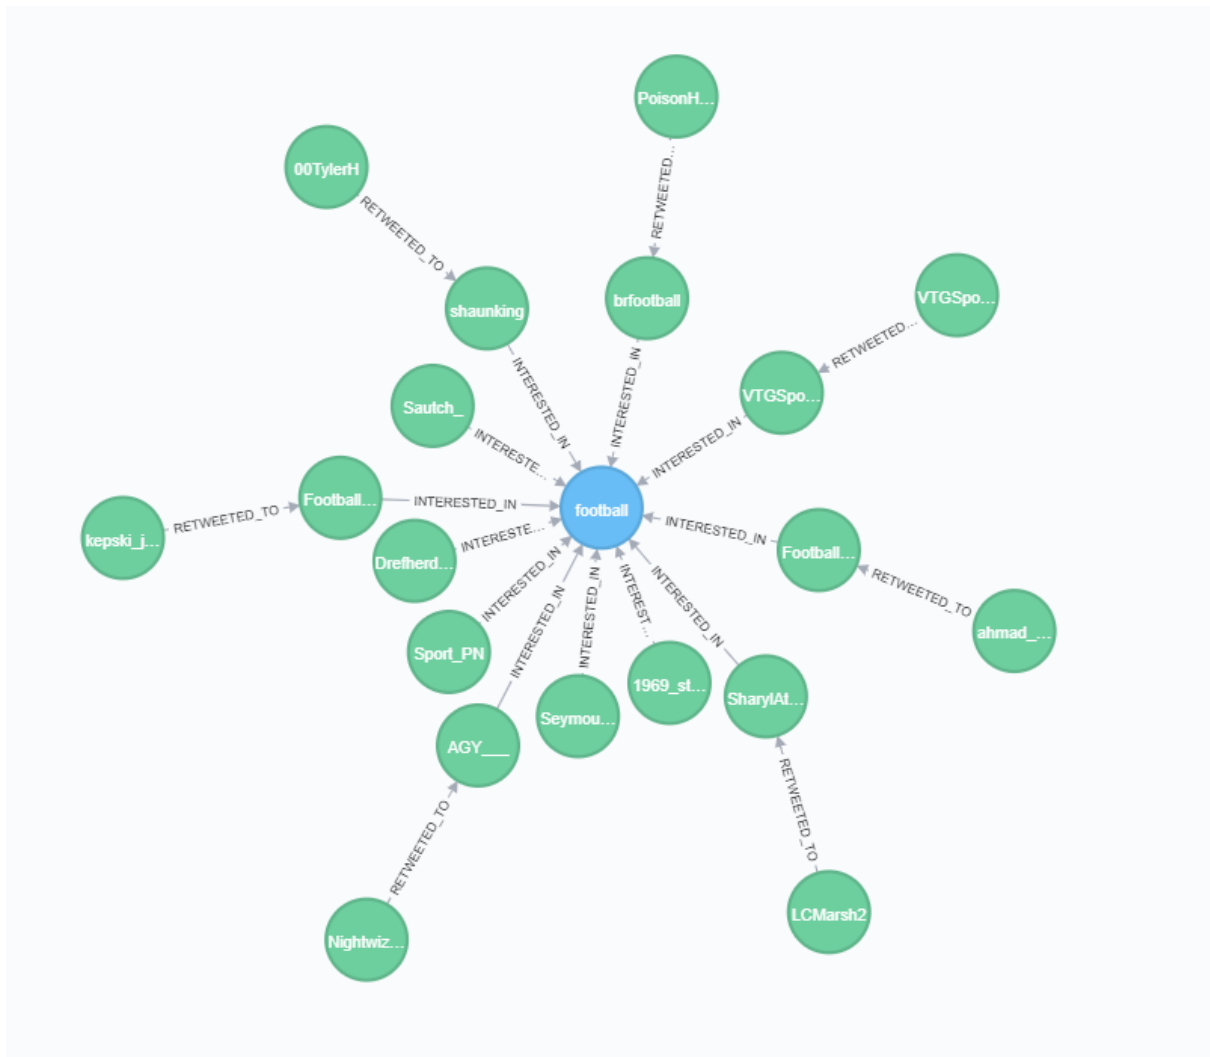 PoisonH...
RETWEETED...
00TylerH
RETWEETED_TO
shaunking
brfootball
VTGSpo...
RETWEETED...
VTGSpo...
INTERESTED_IN
INTERESTED_IN
INTERESTED_IN
Sautch_
INTERESTE...
kepski_j...
RETWEETED_TO
Football...
INTERESTED_IN
football
INTERESTED_IN
Football...
RETWEETED_TO
ahmad_...
Drefherd...
INTERESTE...
Sport_PN
INTERESTED_IN
INTERESTED_IN
INTERESTED_IN
INTEREST...
INTERESTED_IN
1969_st...
SharylAt...
Seymou...
AGY___
RETWEETED_TO
RETWEETED_TO
LCMarsh2
Nightwiz...